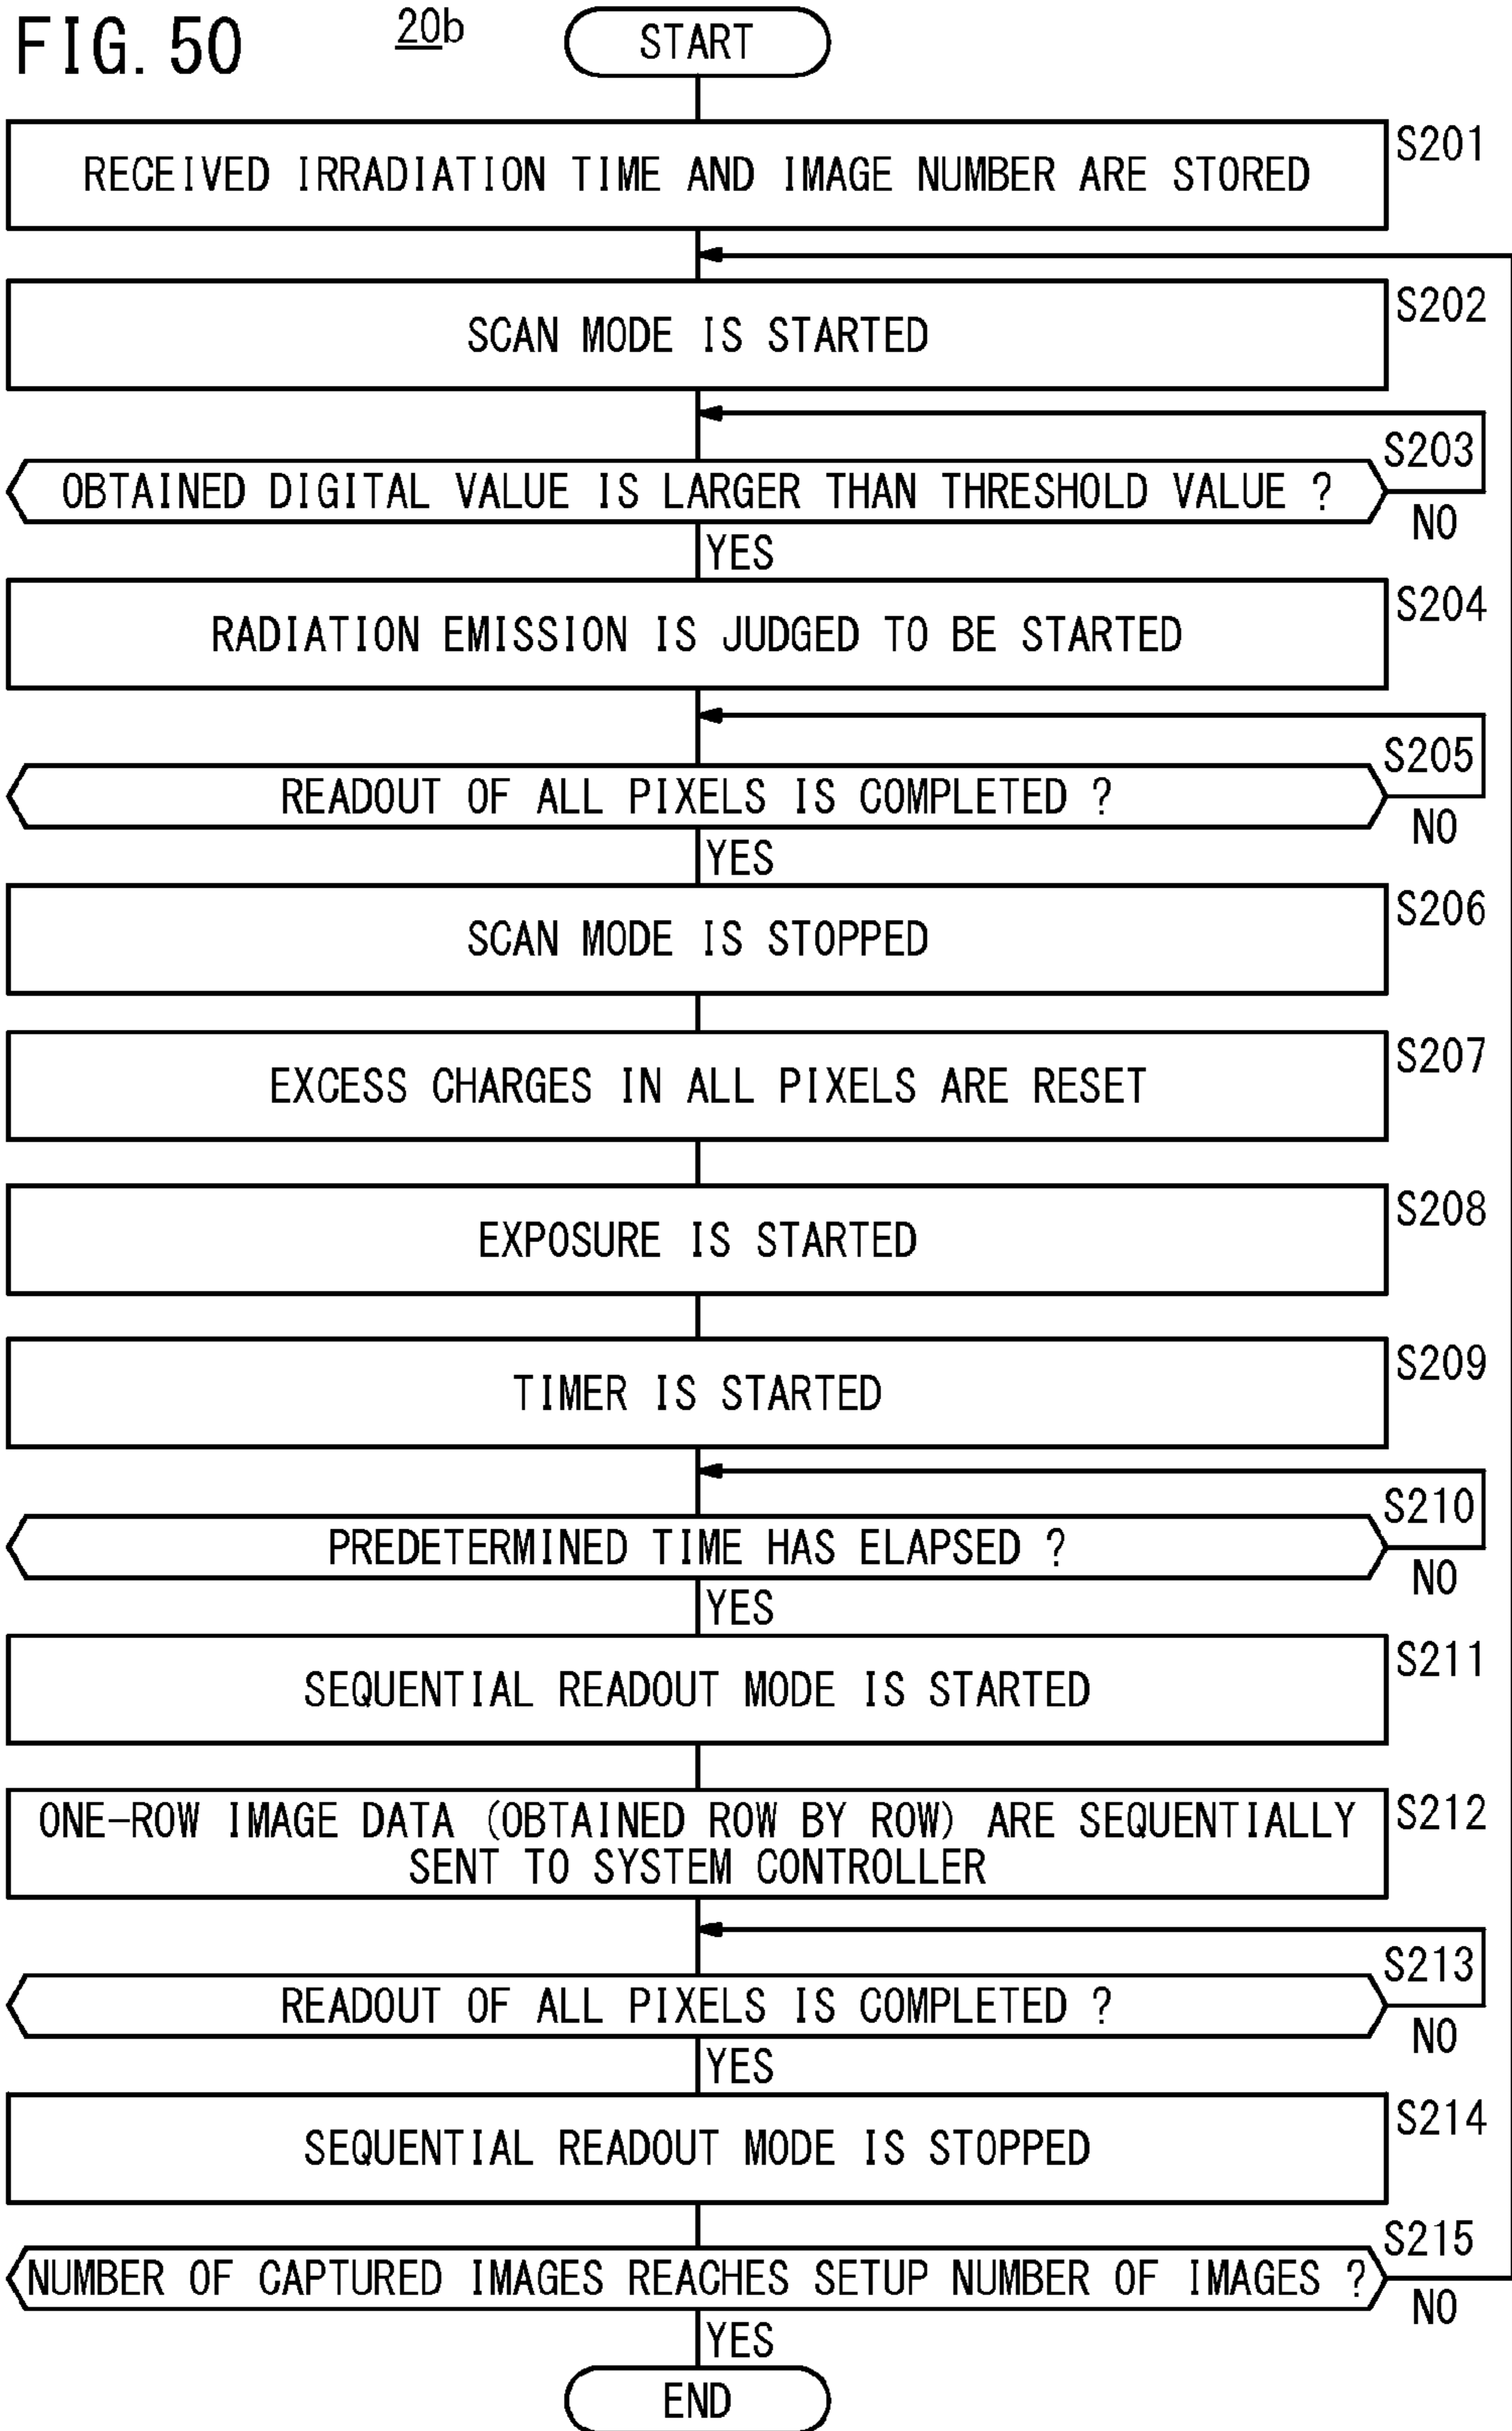 FIG. 50
20b
START
RECEIVED IRRADIATION TIME AND IMAGE NUMBER ARE STORED
S201
SCAN MODE IS STARTED
S202
OBTAINED DIGITAL VALUE IS LARGER THAN THRESHOLD VALUE ?
S203
NO
YES
RADIATION EMISSION IS JUDGED TO BE STARTED
S204
READOUT OF ALL PIXELS IS COMPLETED ?
S205
NO
YES
SCAN MODE IS STOPPED
S206
EXCESS CHARGES IN ALL PIXELS ARE RESET
S207
EXPOSURE IS STARTED
S208
TIMER IS STARTED
S209
PREDETERMINED TIME HAS ELAPSED ?
S210
NO
YES
SEQUENTIAL READOUT MODE IS STARTED
S211
ONE-ROW IMAGE DATA (OBTAINED ROW BY ROW) ARE SEQUENTIALLY
SENT TO SYSTEM CONTROLLER
S212
READOUT OF ALL PIXELS IS COMPLETED ?
S213
NO
YES
SEQUENTIAL READOUT MODE IS STOPPED
S214
NUMBER OF CAPTURED IMAGES REACHES SETUP NUMBER OF IMAGES ?
S215
NO
YES
END